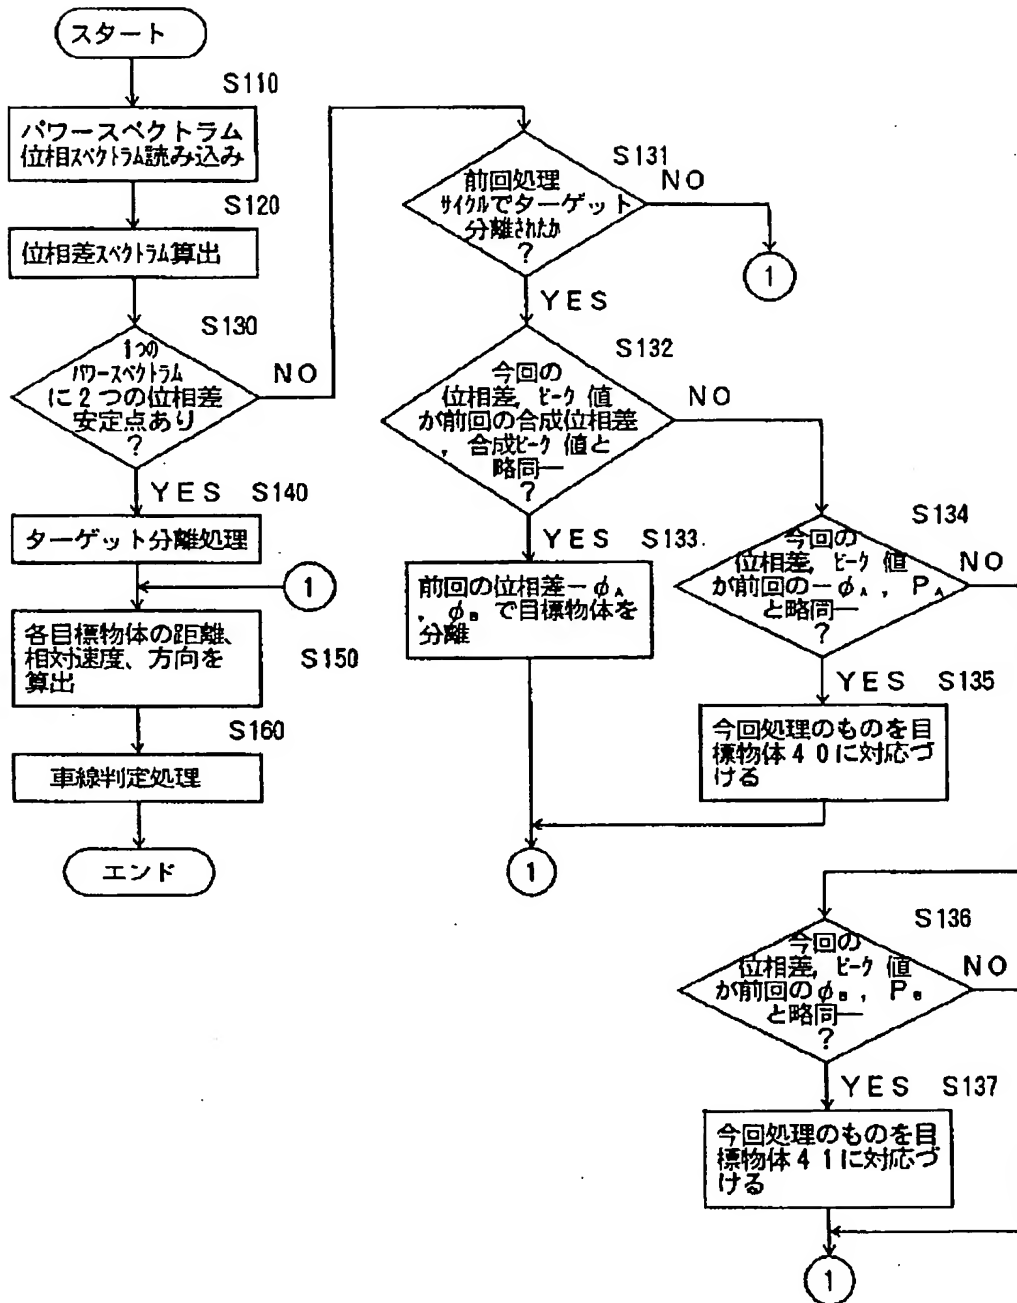 スタート
S110
パワースペクトラム
位相スペクトラム読み込み
S120
位相差スペクトラム算出
S130
1つの
パワースペクトラム
に2つの位相差
安定点あり
?
NO
YES S140
ターゲット分離処理
1
各目標物体の距離、
相対速度、方向を
算出
S150
S160
車線判定処理
エンド
S131
前回処理
サイクルでターゲット
分離されたか
?
NO
1
YES
S132
今回の
位相差,ピーク値
が前回の合成位相差
,合成ピーク値と
略同一
?
NO
YES S133.
前回の位相差-φA
,φBで目標物体を
分離
S134
今回の
位相差,ピーク値
が前回の-φA,PA
と略同一
?
NO
YES S135
今回処理のものを目
標物体40に対応づ
ける
1
S136
今回の
位相差,ピーク値
が前回のφB,PB
と略同一
?
NO
YES S137
今回処理のものを目
標物体41に対応づ
ける
1